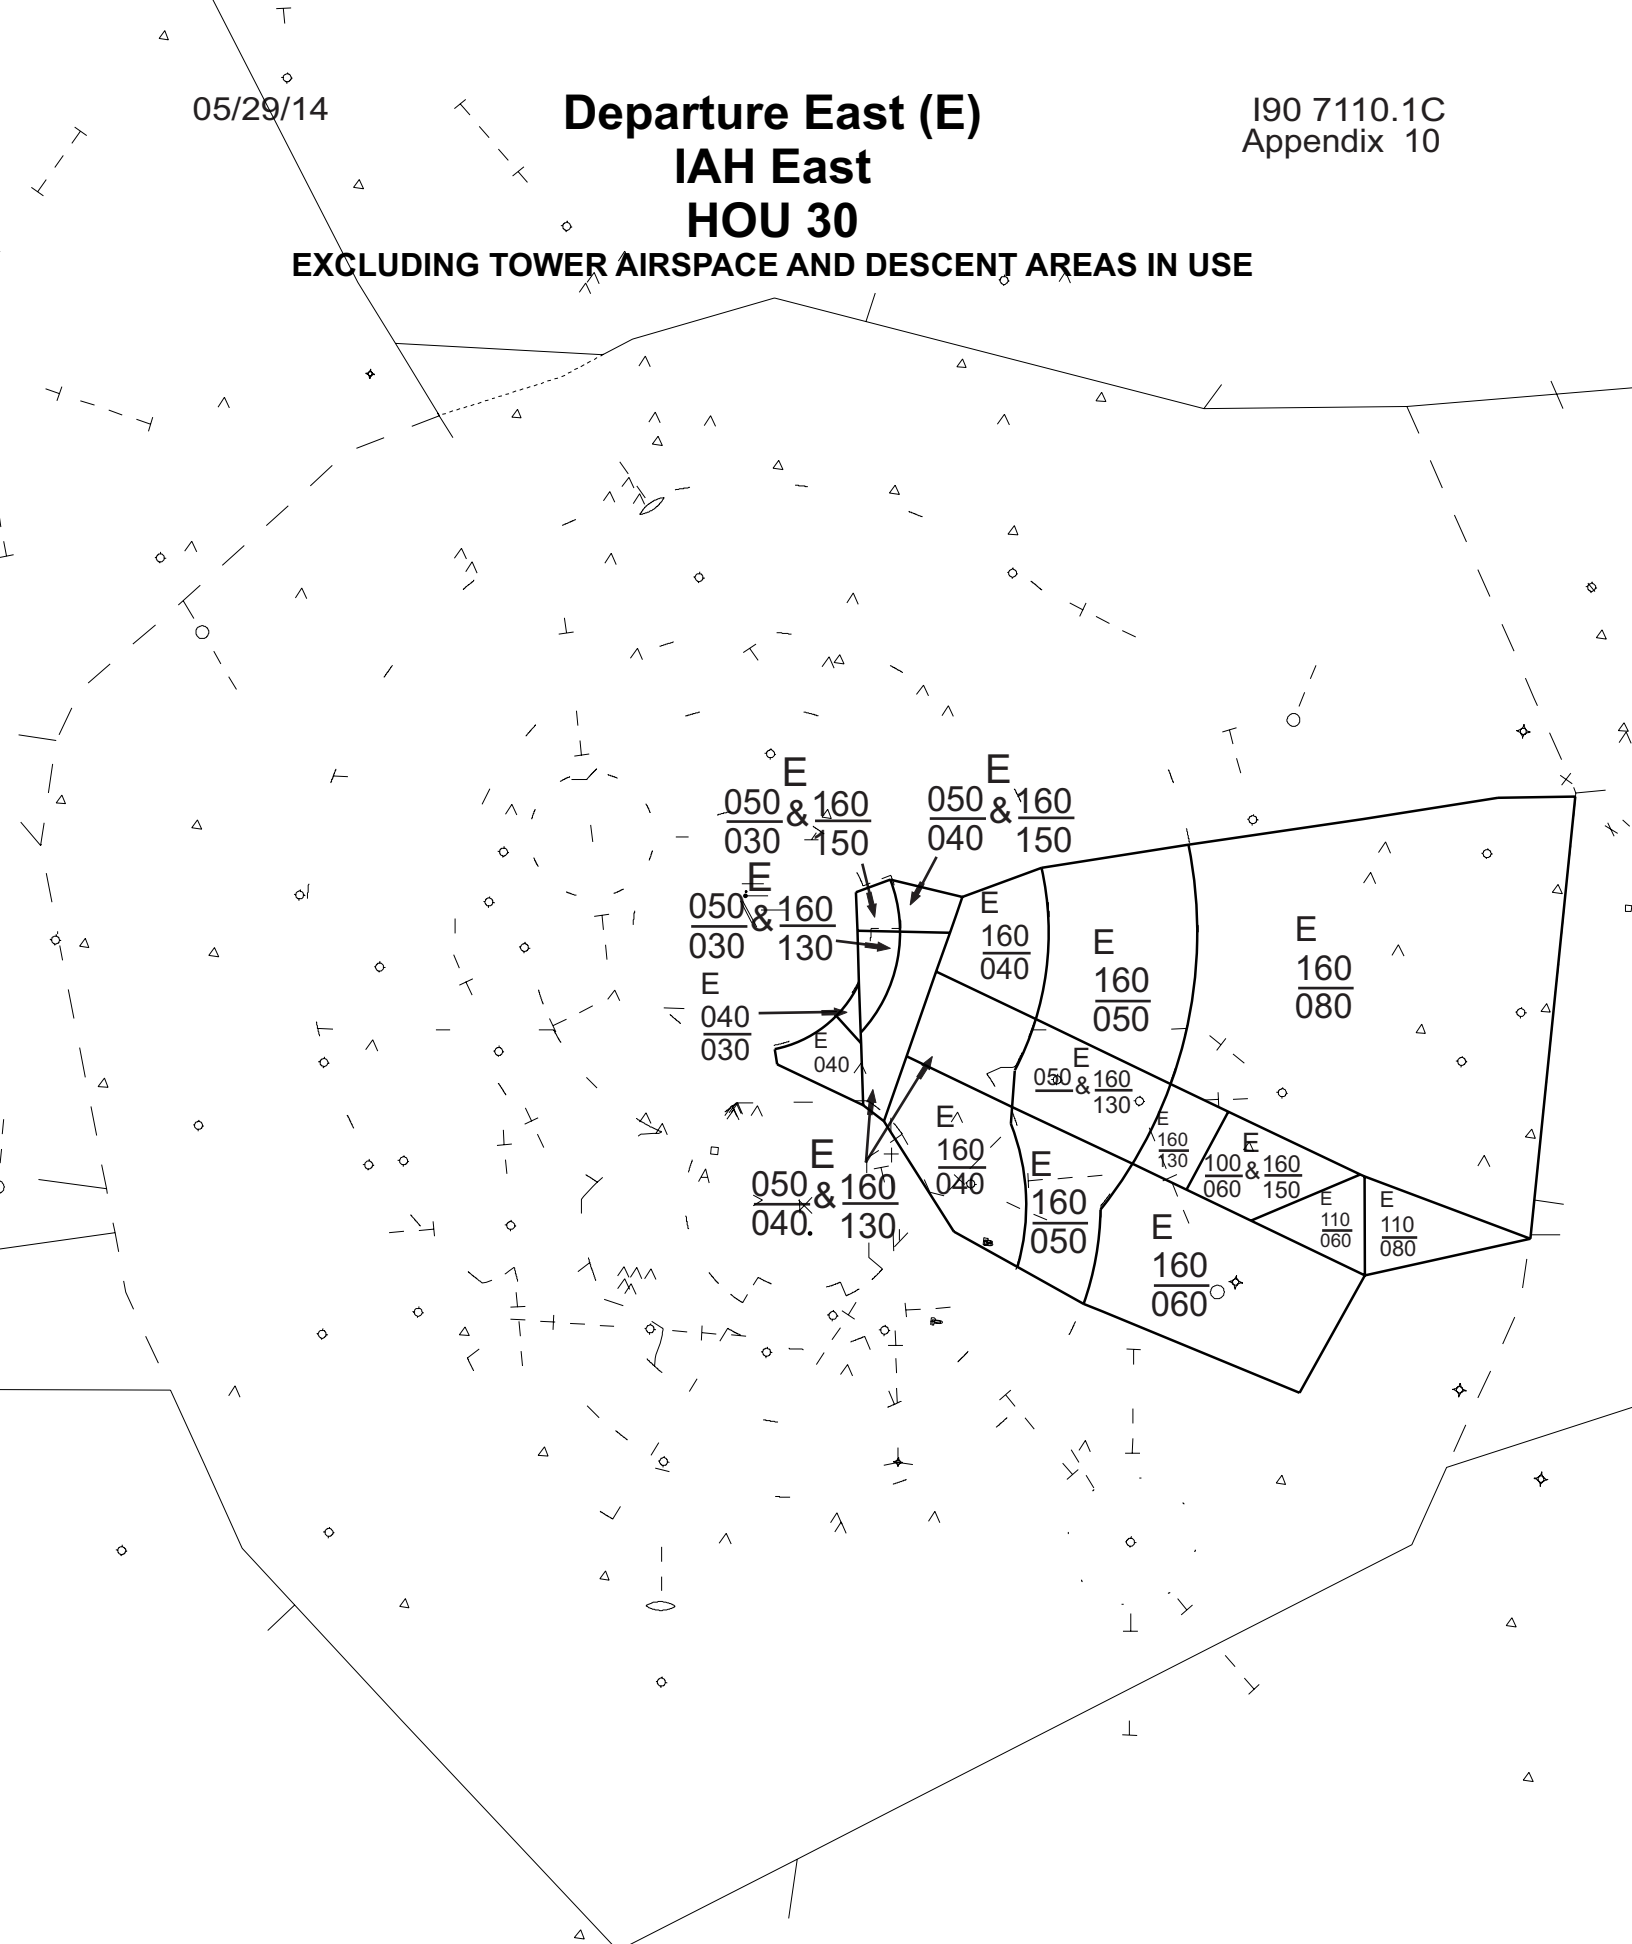 05/29/14
Departure East (E)
IAH East
HOU 30
EXCLUDING TOWER AIRSPACE AND DESCENT AREAS IN USE
I90 7110.1C
Appendix 10
E
050 & 160
030 150
E
050 & 160
040 150
E
050 & 160
030 130
E
040
030
E
040
E
160
040
E
160
050
E
160
080
E
050 & 160
130
E
160
130
E
100 & 160
060 150
E
110
060
E
110
080
E
160
040
E
160
050
E
160
060
E
050 & 160
040. 130